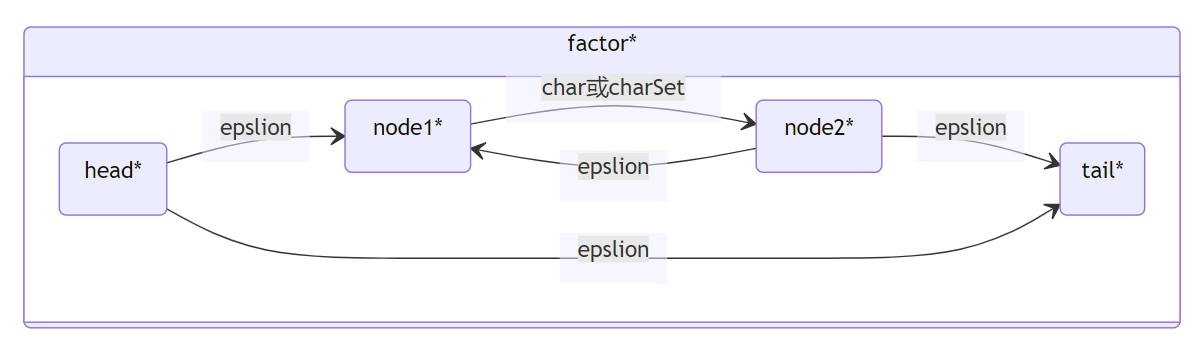 factor*
char或charSet
epslion
node1*
node2*
epslion
head*
epslion
tail*
epslion